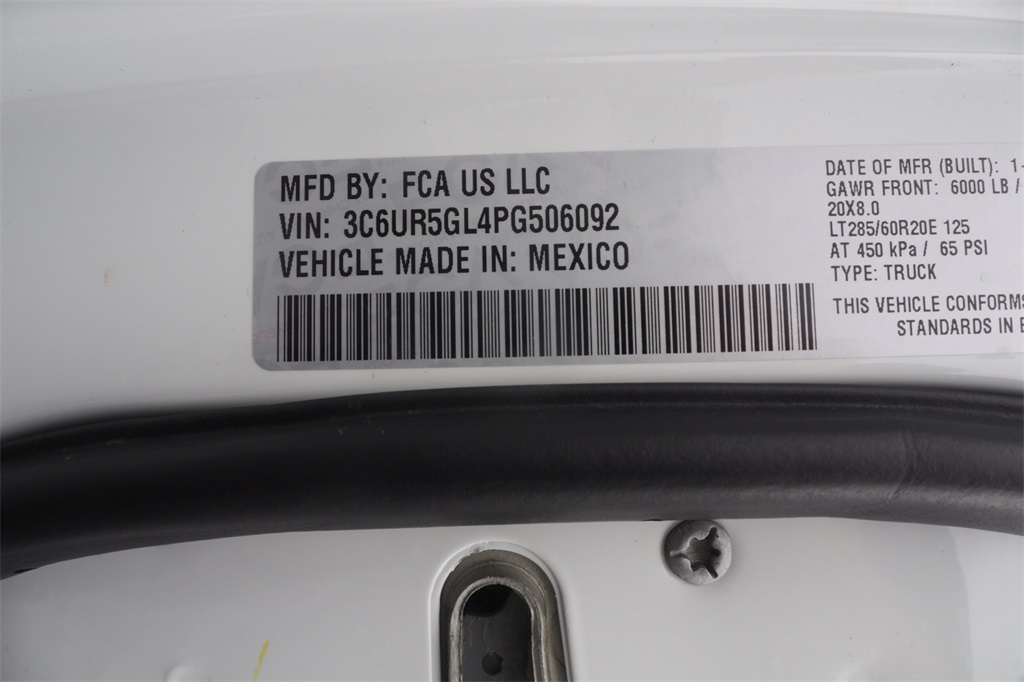 MFD BY: FCA US LLC
VIN: 3C6UR5GL4PG506092
VEHICLE MADE IN: MEXICO
DATE OF MFR (BUILT): 1-
GAWR FRONT: 6000 LB /
20X8.0
LT285/60R20E 125
AT 450 kPa / 65 PSI
TYPE: TRUCK
THIS VEHICLE CONFORMS
STANDARDS IN